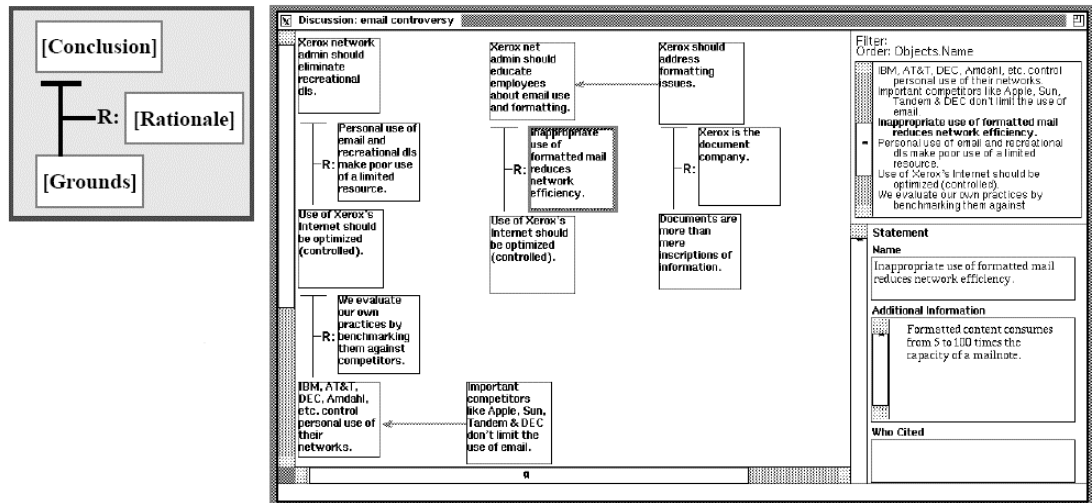 [Conclusion]
R: [Rationale]
[Grounds]
Discussion: email controversy
Xerox network
admin should
eliminate
recreational
dls.
Xerox net
admin should
educate
employees
about email use
and formatting.
Xerox should
address
formatting
issues.
R:
Personal use of
email and
recreational dls
make poor use
of a limited
resource.
R:
Inappropriate
use of
formatted mail
reduces
network
efficiency.
R:
Xerox is the
document
company.
Use of Xerox's
Internet should
be optimized
(controlled).
Use of Xerox's
Internet should
be optimized
(controlled).
Documents are
more than
mere
inscriptions of
information.
R:
We evaluate
our own
practices by
benchmarking
them against
competitors.
IBM, AT&T,
DEC, Amdahl,
etc. control
personal use of
their
networks.
Important
competitors
like Apple, Sun,
Tandem & DEC
don't limit the
use of email.
Filter:
Order: Objects.Name
IBM, AT&T, DEC, Amdahl, etc. control
personal use of their networks.
Important competitors like Apple, Sun,
Tandem & DEC don't limit the use of
email.
Inappropriate use of formatted mail
reduces network efficiency.
Personal use of email and recreational
dls make poor use of a limited
resource.
Use of Xerox's Internet should be
optimized (controlled).
We evaluate our own practices by
benchmarking them against
Statement
Name
Inappropriate use of formatted mail
reduces network efficiency.
Additional Information
Formatted content consumes
from 5 to 100 times the
capacity of a mailnote.
Who Cited